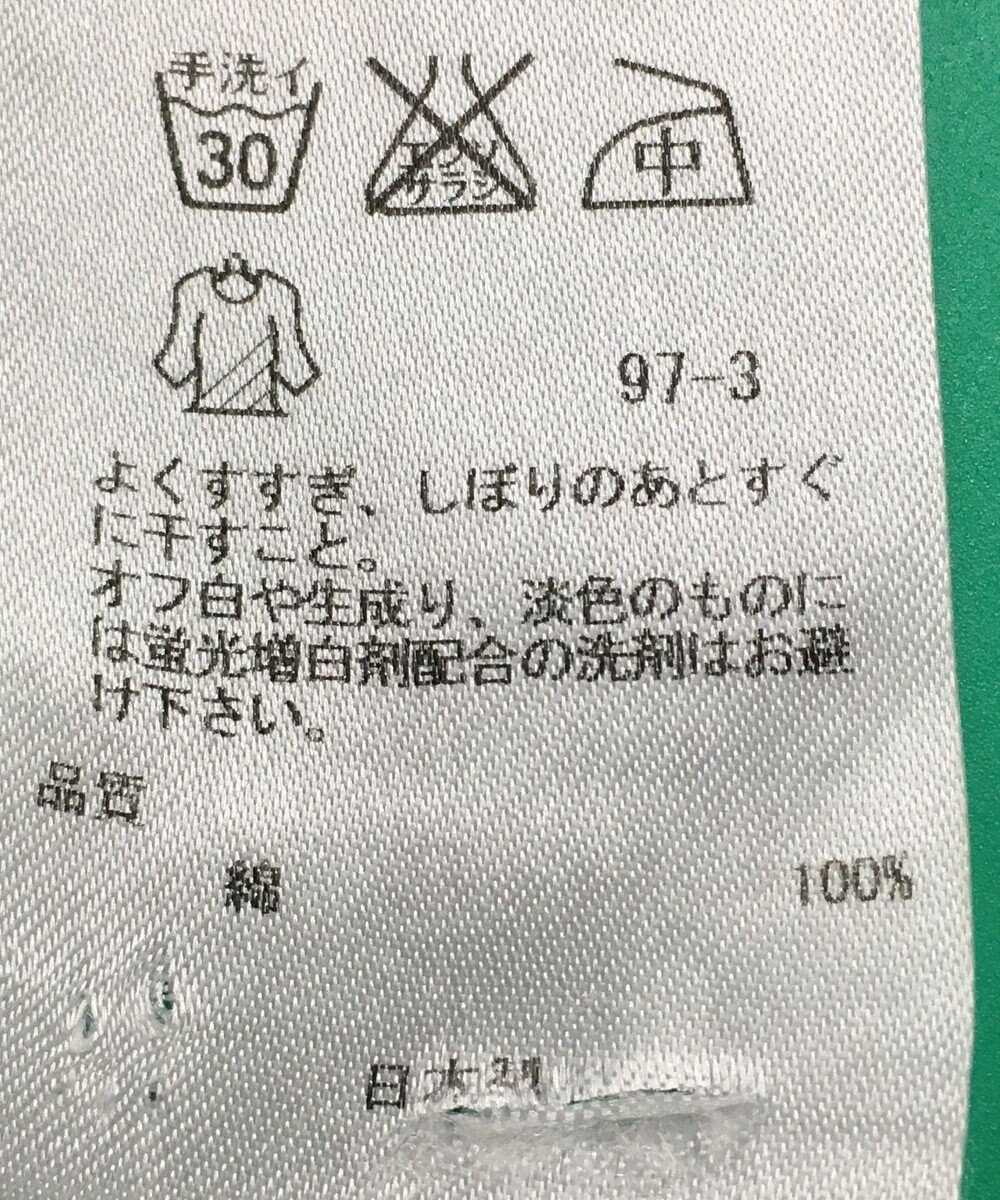 手洗イ
30
エンソ
サラシ
中
97-3
よくすすぎ、しぼりのあとすぐ
に干すこと。
オフ白や生成り、淡色のものに
は蛍光増白剤配合の洗剤はお避
け下さい。
品質
綿 100%
日本製